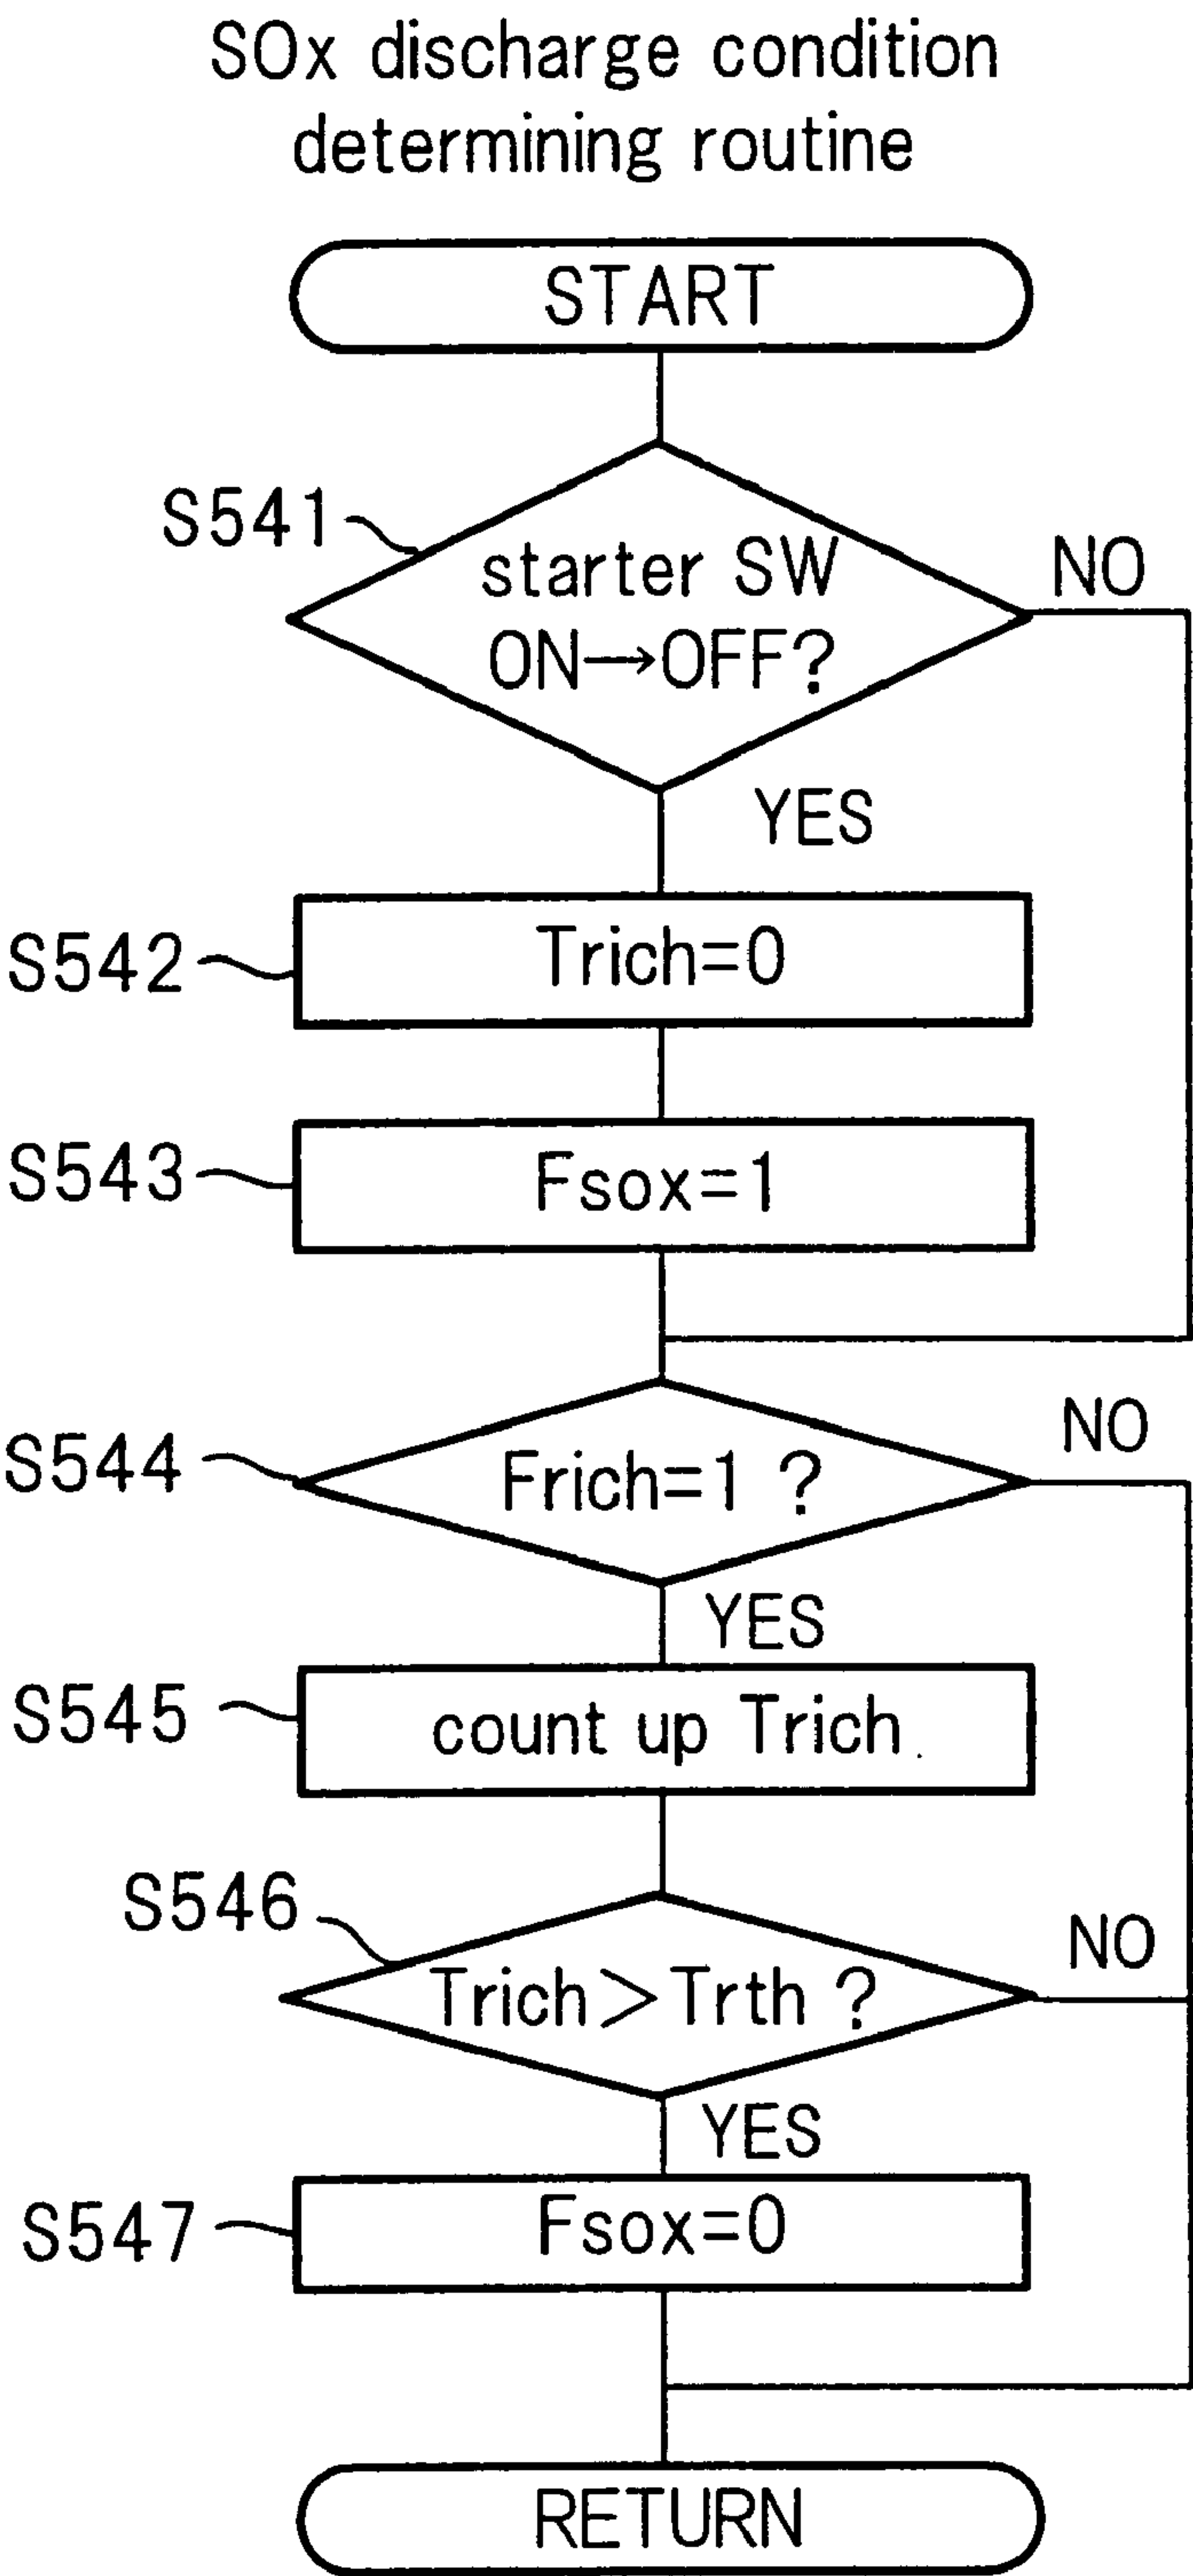 SOx discharge condition
determining routine
START
S541
starter SW
ON→OFF?
NO
YES
S542
Trich=0
S543
Fsox=1
S544
Frich=1 ?
NO
YES
S545
count up Trich
S546
Trich>Trth ?
NO
YES
S547
Fsox=0
RETURN